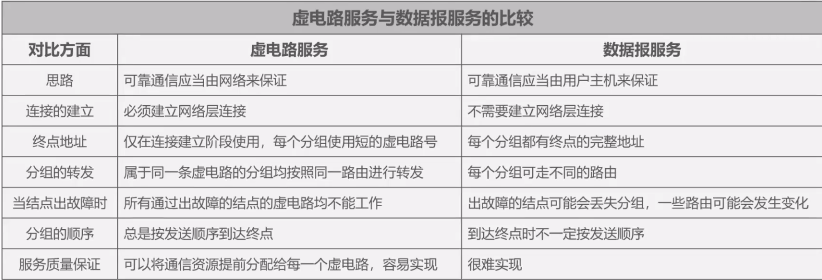 虚电路服务与数据报服务的比较
对比方面 虚电路服务 数据报服务
思路 可靠通信应当由网络来保证 可靠通信应当由用户主机来保证
连接的建立 必须建立网络层连接 不需要建立网络层连接
终点地址 仅在连接建立阶段使用，每个分组使用短的虚电路号 每个分组都有终点的完整地址
分组的转发 属于同一条虚电路的分组均按照同一路由进行转发 每个分组可走不同的路由
当结点出故障时 所有通过出故障的结点的虚电路均不能工作 出故障的结点可能会丢失分组，一些路由可能会发生变化
分组的顺序 总是按发送顺序到达终点 到达终点时不一定按发送顺序
服务质量保证 可以将通信资源提前分配给每一个虚电路，容易实现 很难实现